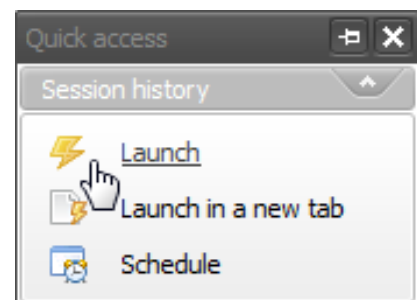 Quick access
Session history
Launch
Launch in a new tab
Schedule